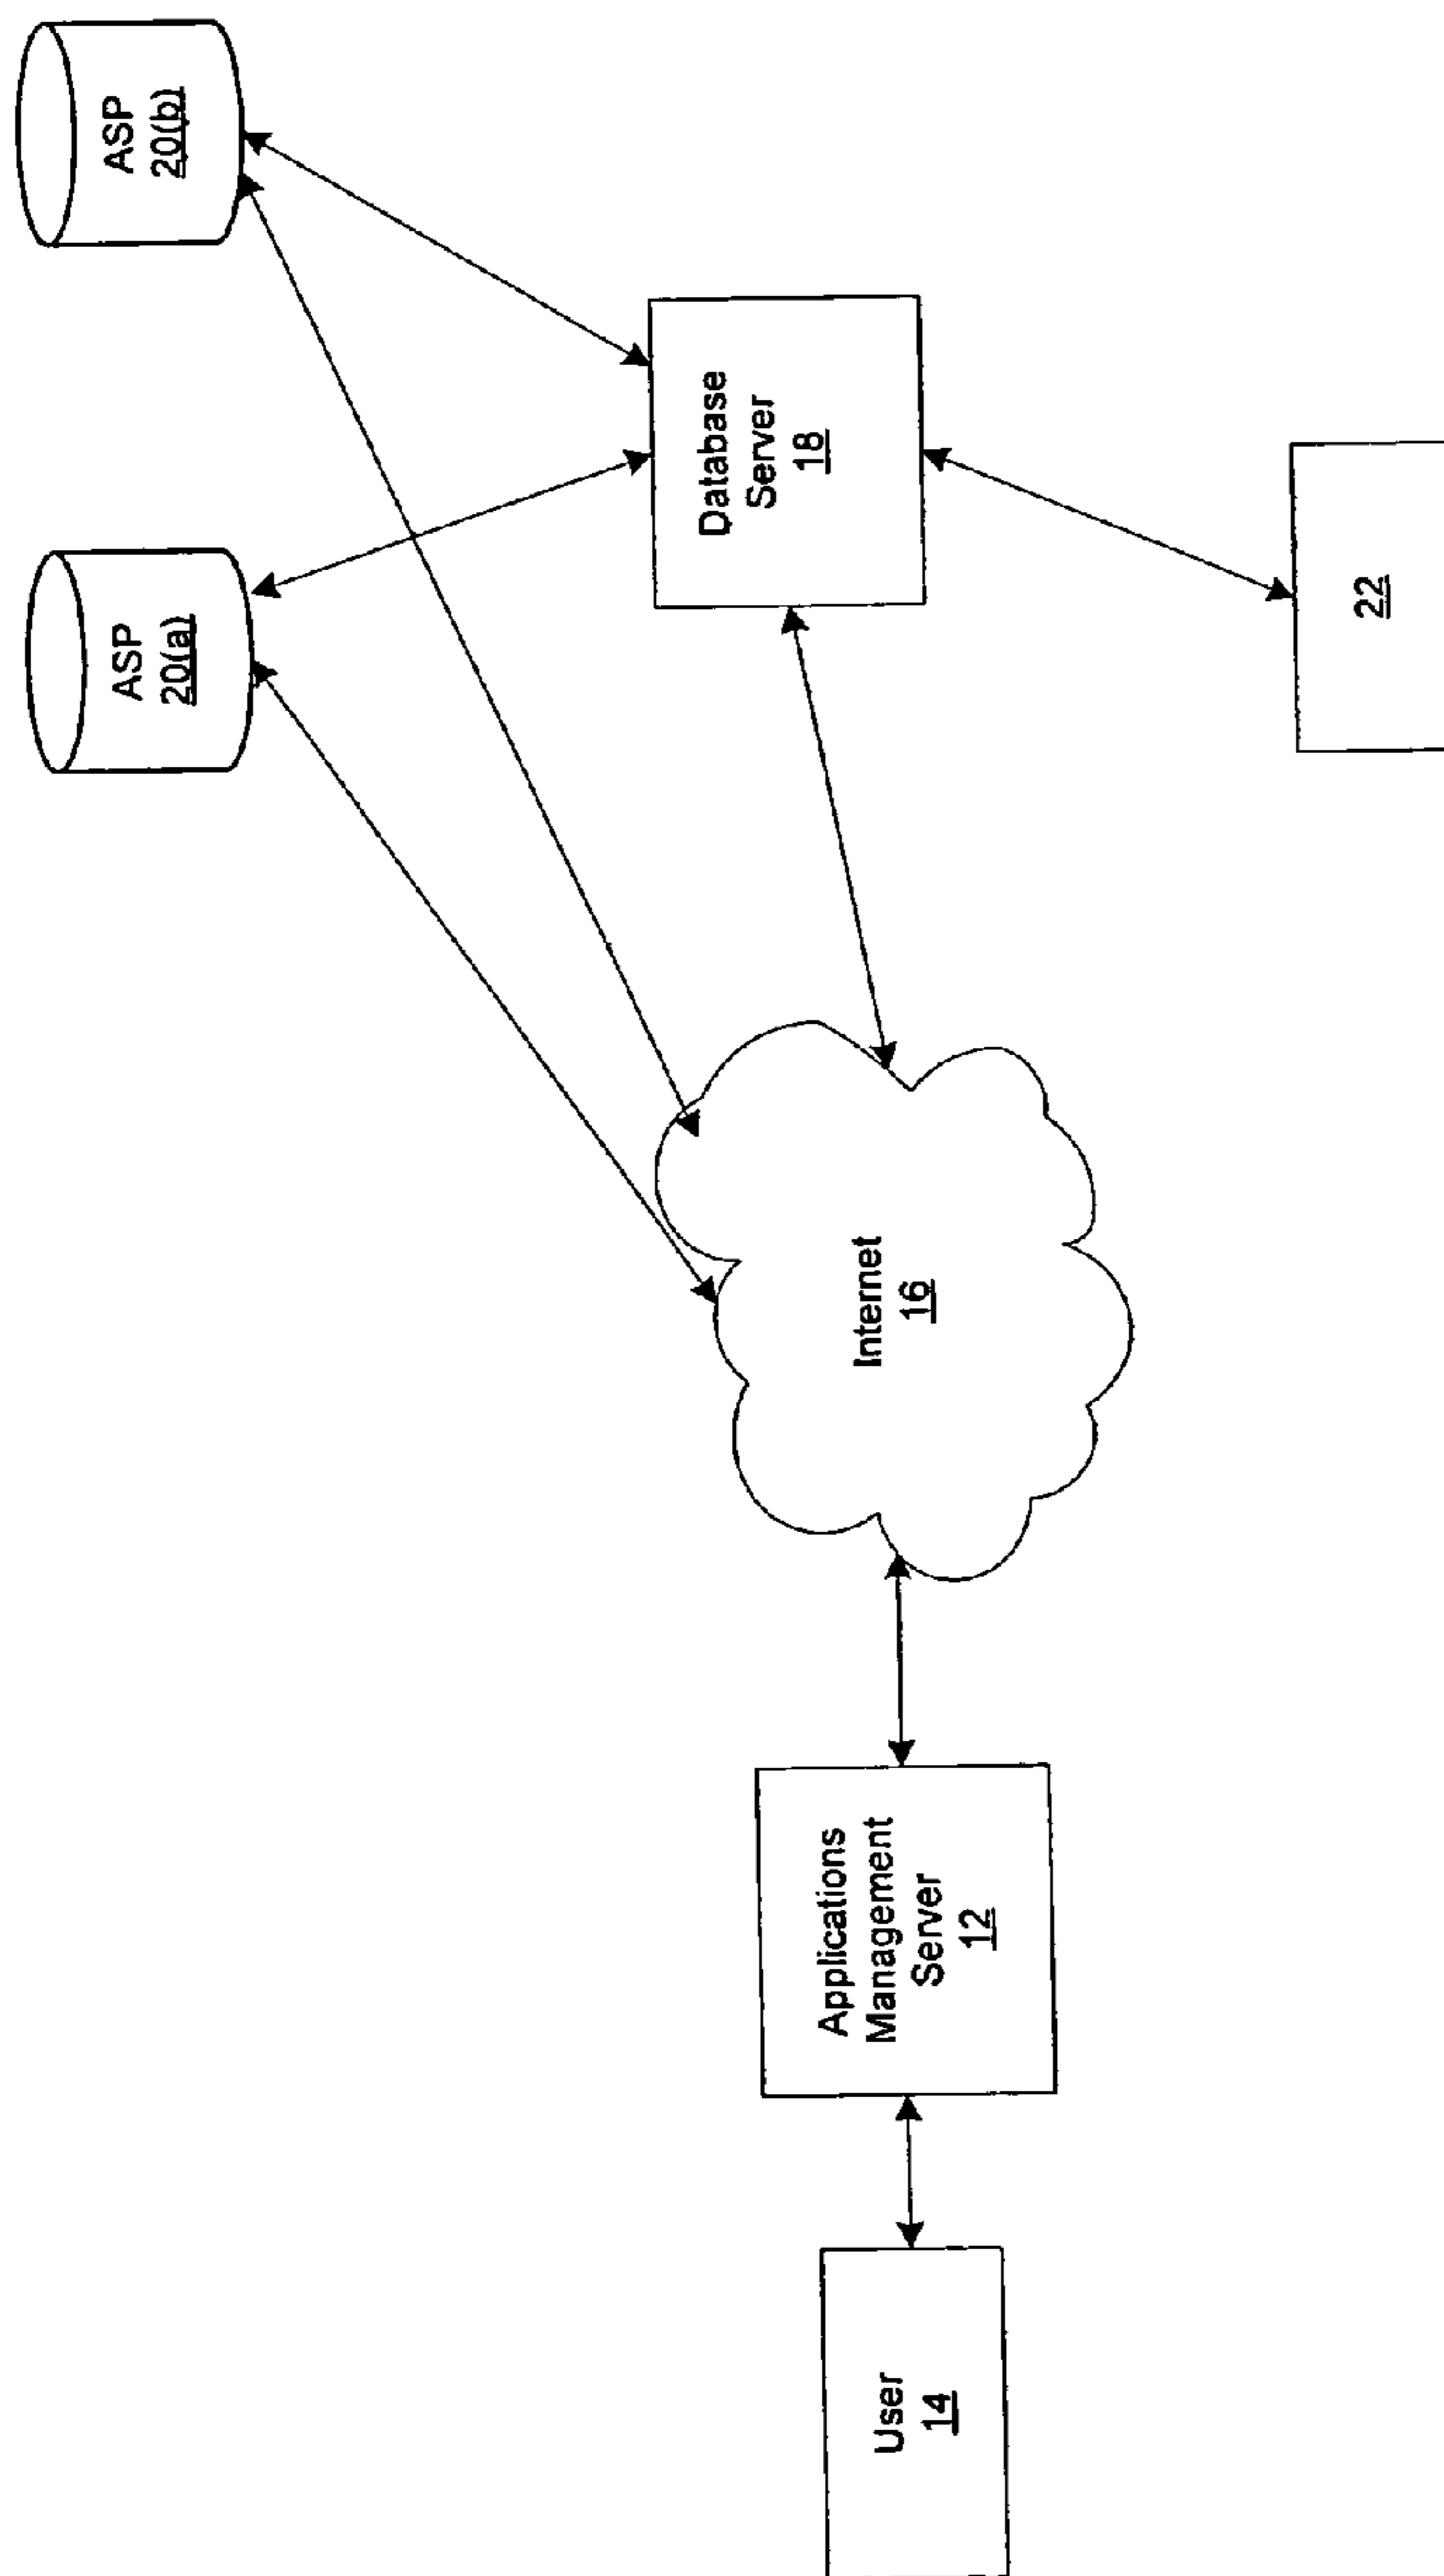 ASP
20(b)
ASP
20(a)
Database
Server
18
22
Internet
16
Applications
Management
Server
12
User
14